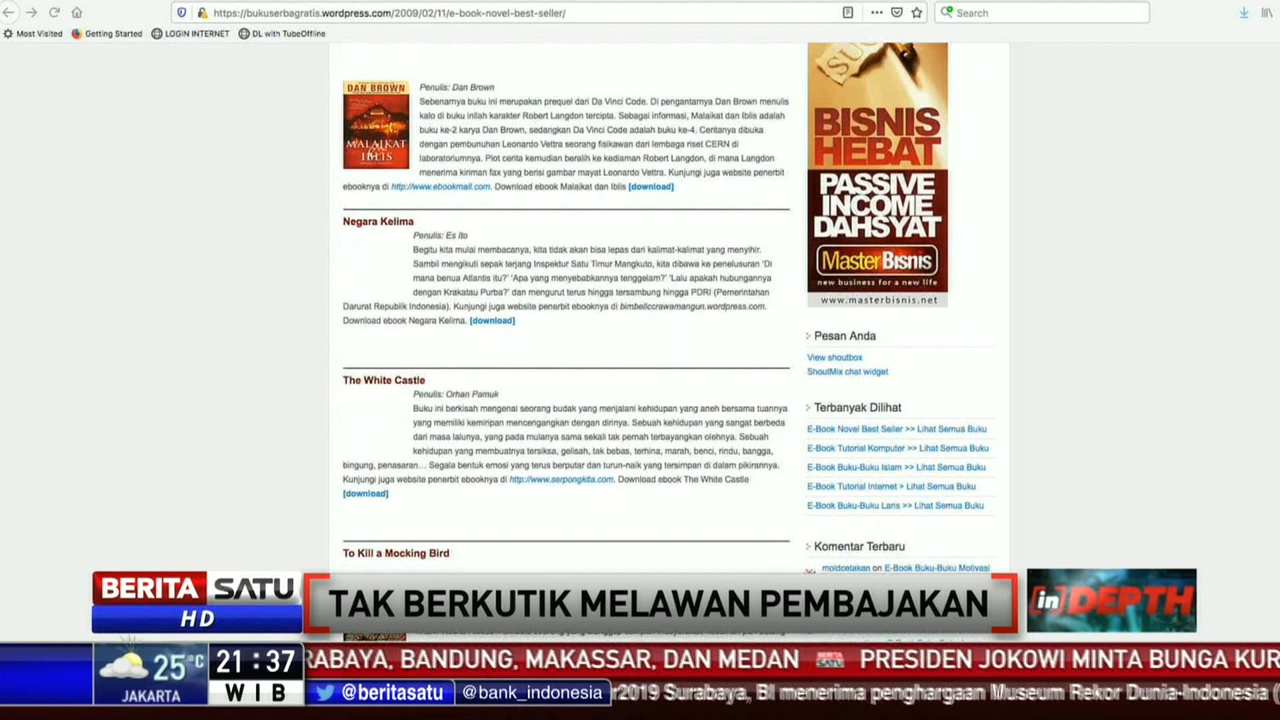 https://bukuserbagratis.wordpress.com/2009/02/11/e-book-novel-best-seller/
Search
Most Visited
Getting Started
LOGIN INTERNET
DL with TubeOffline
DAN BROWN
MALAIKAT
IBLIS
Penulis: Dan Brown
Sebenarnya buku ini merupakan prequel dari Da Vinci Code. Di pengantarnya Dan Brown menulis
kalo di buku inilah karakter Robert Langdon tercipta. Sebagai informasi, Malaikat dan Iblis adalah
buku ke-2 karya Dan Brown, sedangkan Da Vinci Code adalah buku ke-4. Ceritanya dibuka
dengan pembunuhan Leonardo Vettra seorang fisikawan dari lembaga riset CERN di
laboratoriumnya. Plot cerita kemudian beralih ke kediaman Robert Langdon, di mana Langdon
menerima kiriman fax yang berisi gambar mayat Leonardo Vettra. Kunjungi juga website penerbit
ebooknya di http://www.ebookmall.com. Download ebook Malaikat dan Iblis [download]
Negara Kelima
Penulis: Es Ito
Begitu kita mulai membacanya, kita tidak akan bisa lepas dari kalimat-kalimat yang menyihir.
Sambil mengikuti sepak terjang Inspektur Satu Timur Mangkuto, kita dibawa ke penelusuran 'Di
mana benua Atlantis itu?' 'Apa yang menyebabkannya tenggelam?' 'Lalu apakah hubungannya
dengan Krakatau Purba?' dan mengurut terus hingga tersambung hingga PDRI (Pemerintahan
Darurat Republik Indonesia). Kunjungi juga website penerbit ebooknya di bimbelccrawamangun.wordpress.com.
Download ebook Negara Kelima. [download]
The White Castle
Penulis: Orhan Pamuk
Buku ini berkisah mengenai seorang budak yang menjalani kehidupan yang aneh bersama tuannya
yang memiliki kemiripan mencengangkan dengan dirinya. Sebuah kehidupan yang sangat berbeda
dari masa lalunya, yang pada mulanya sama sekali tak pernah terbayangkan olehnya. Sebuah
kehidupan yang membuatnya tersiksa, gelisah, tak bebas, terhina, marah, benci, rindu, bangga,
bingung, penasaran… Segala bentuk emosi yang terus berputar dan turun-naik yang tersimpan di dalam pikirannya.
Kunjungi juga website penerbit ebooknya di http://www.serpongkita.com. Download ebook The White Castle
[download]
To Kill a Mocking Bird
BISNIS
HEBAT
PASSIVE
INCOME
DAHSYAT
MasterBisnis
new business for a new life
www.masterbisnis.net
Pesan Anda
View shoutbox
ShoutMix chat widget
Terbanyak Dilihat
E-Book Novel Best Seller >> Lihat Semua Buku
E-Book Tutorial Komputer >> Lihat Semua Buku
E-Book Buku-Buku Islam >> Lihat Semua Buku
E-Book Tutorial Internet > Lihat Semua Buku
E-Book Buku-Buku Laris >> Lihat Semua Buku
Komentar Terbaru
moldcetakan on E-Book Buku-Buku Motivasi
BERITA SATU
HD
TAK BERKUTIK MELAWAN PEMBAJAKAN
in DEPTH
25°C
JAKARTA
21:37
WIB
RABAYA, BANDUNG, MAKASSAR, DAN MEDAN
BERITA SATU
PRESIDEN JOKOWI MINTA BUNGA KUR
@beritasatu
@bank_indonesia
r2019 Surabaya, BI menerima penghargaan Museum Rekor Dunia-Indonesia (